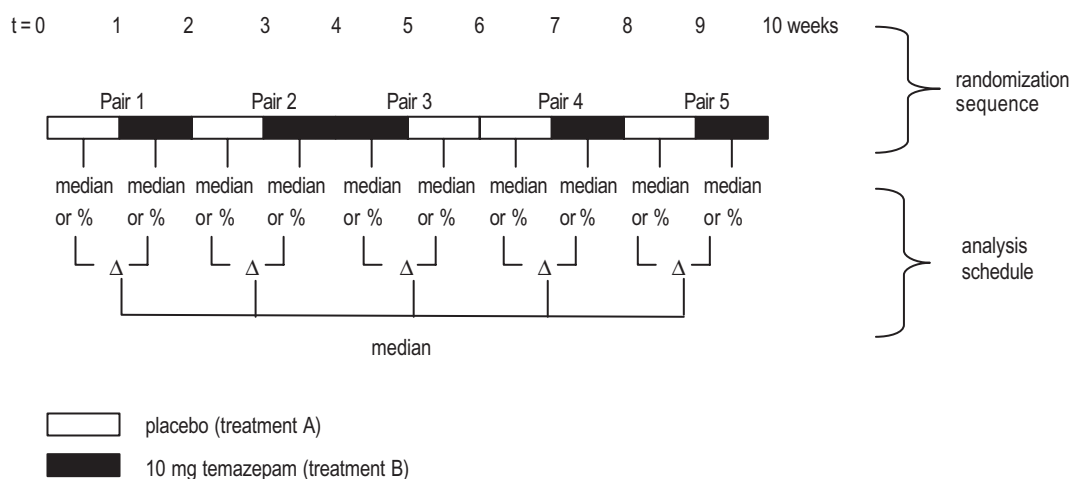 t = 0 1 2 3 4 5 6 7 8 9 10 weeks
randomization
sequence
Pair 1 Pair 2 Pair 3 Pair 4 Pair 5
median median median median median median median median median median
or % or % or % or % or % or % or % or % or % or %
analysis
schedule
Δ Δ Δ Δ Δ
median
placebo (treatment A)
10 mg temazepam (treatment B)